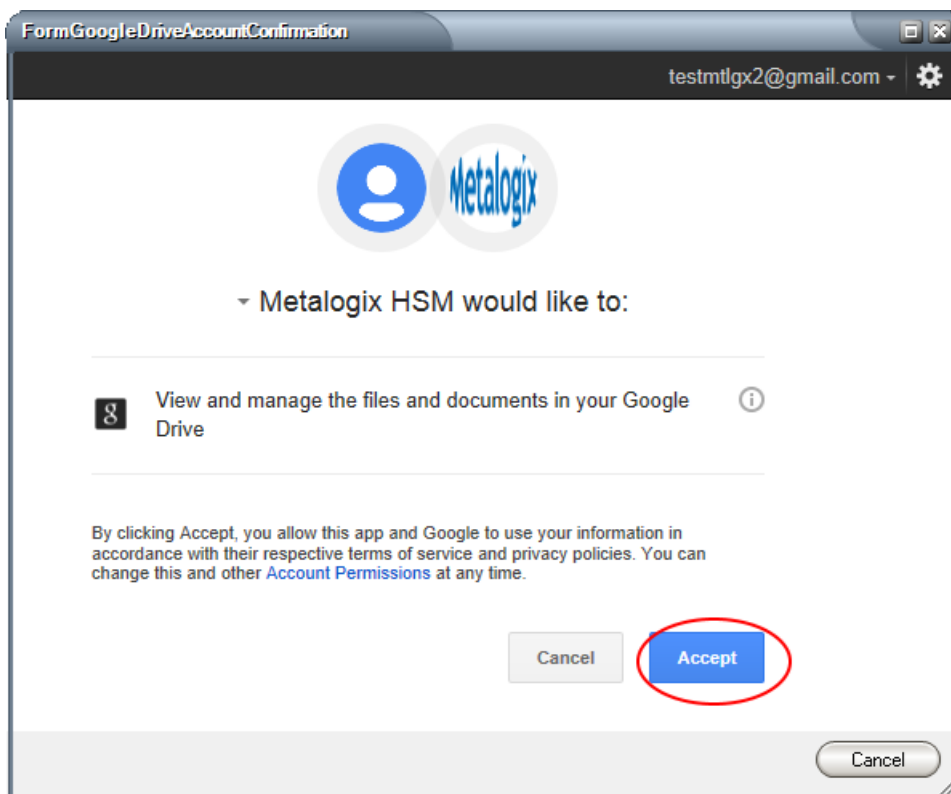 FormGoogleDriveAccountConfirmation
testmtlgx2@gmail.com
Metalogix
Metalogix HSM would like to:
8
View and manage the files and documents in your Google
Drive
i
By clicking Accept, you allow this app and Google to use your information in
accordance with their respective terms of service and privacy policies. You can
change this and other Account Permissions at any time.
Cancel Accept
Cancel